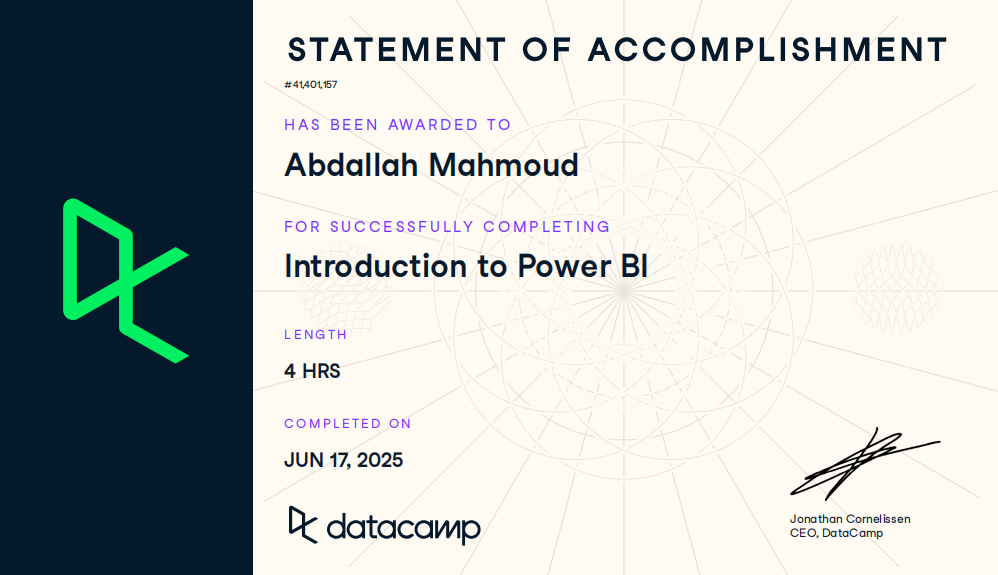 STATEMENT OF ACCOMPLISHMENT
#41,401,157
HAS BEEN AWARDED TO
Abdallah Mahmoud
FOR SUCCESSFULLY COMPLETING
Introduction to Power BI
LENGTH
4 HRS
COMPLETED ON
JUN 17, 2025
datacamp
Jonathan Cornelissen
CEO, DataCamp